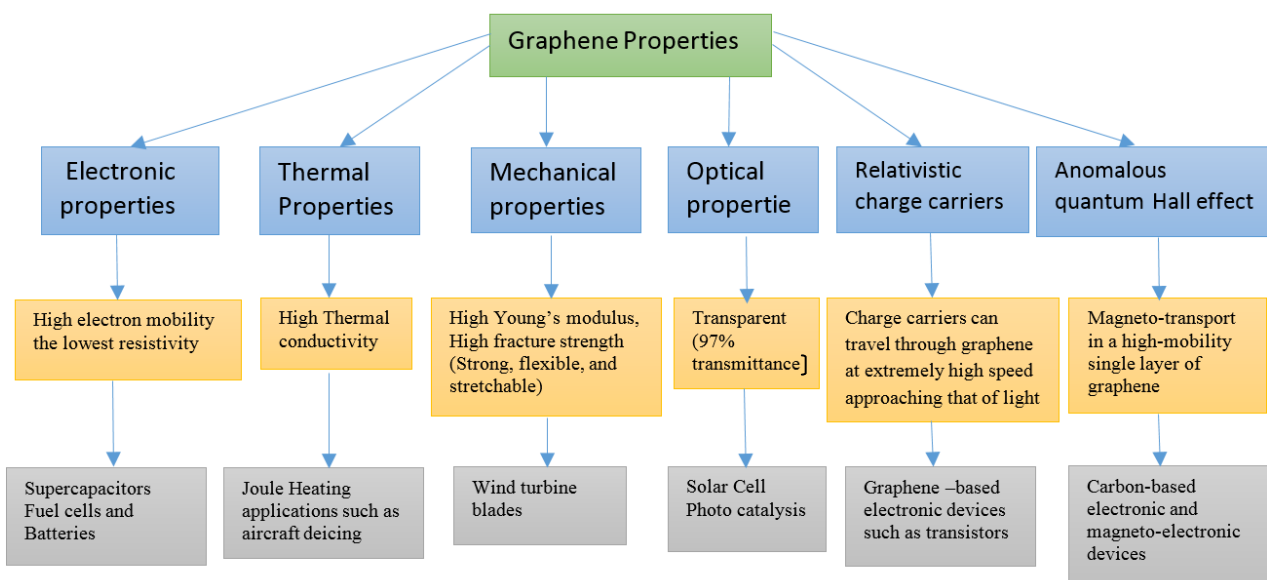 Graphene Properties
Electronic
properties
Thermal
Properties
Mechanical
properties
Optical
propertie
Relativistic
charge carriers
Anomalous
quantum Hall effect
High electron mobility
the lowest resistivity
High Thermal
conductivity
High Young’s modulus,
High fracture strength
(Strong, flexible, and
stretchable)
Transparent
(97%
transmittance]
Charge carriers can
travel through graphene
at extremely high speed
approaching that of light
Magneto-transport
in a high-mobility
single layer of
graphene
Supercapacitors
Fuel cells and
Batteries
Joule Heating
applications such as
aircraft deicing
Wind turbine
blades
Solar Cell
Photo catalysis
Graphene –based
electronic devices
such as transistors
Carbon-based
electronic and
magneto-electronic
devices